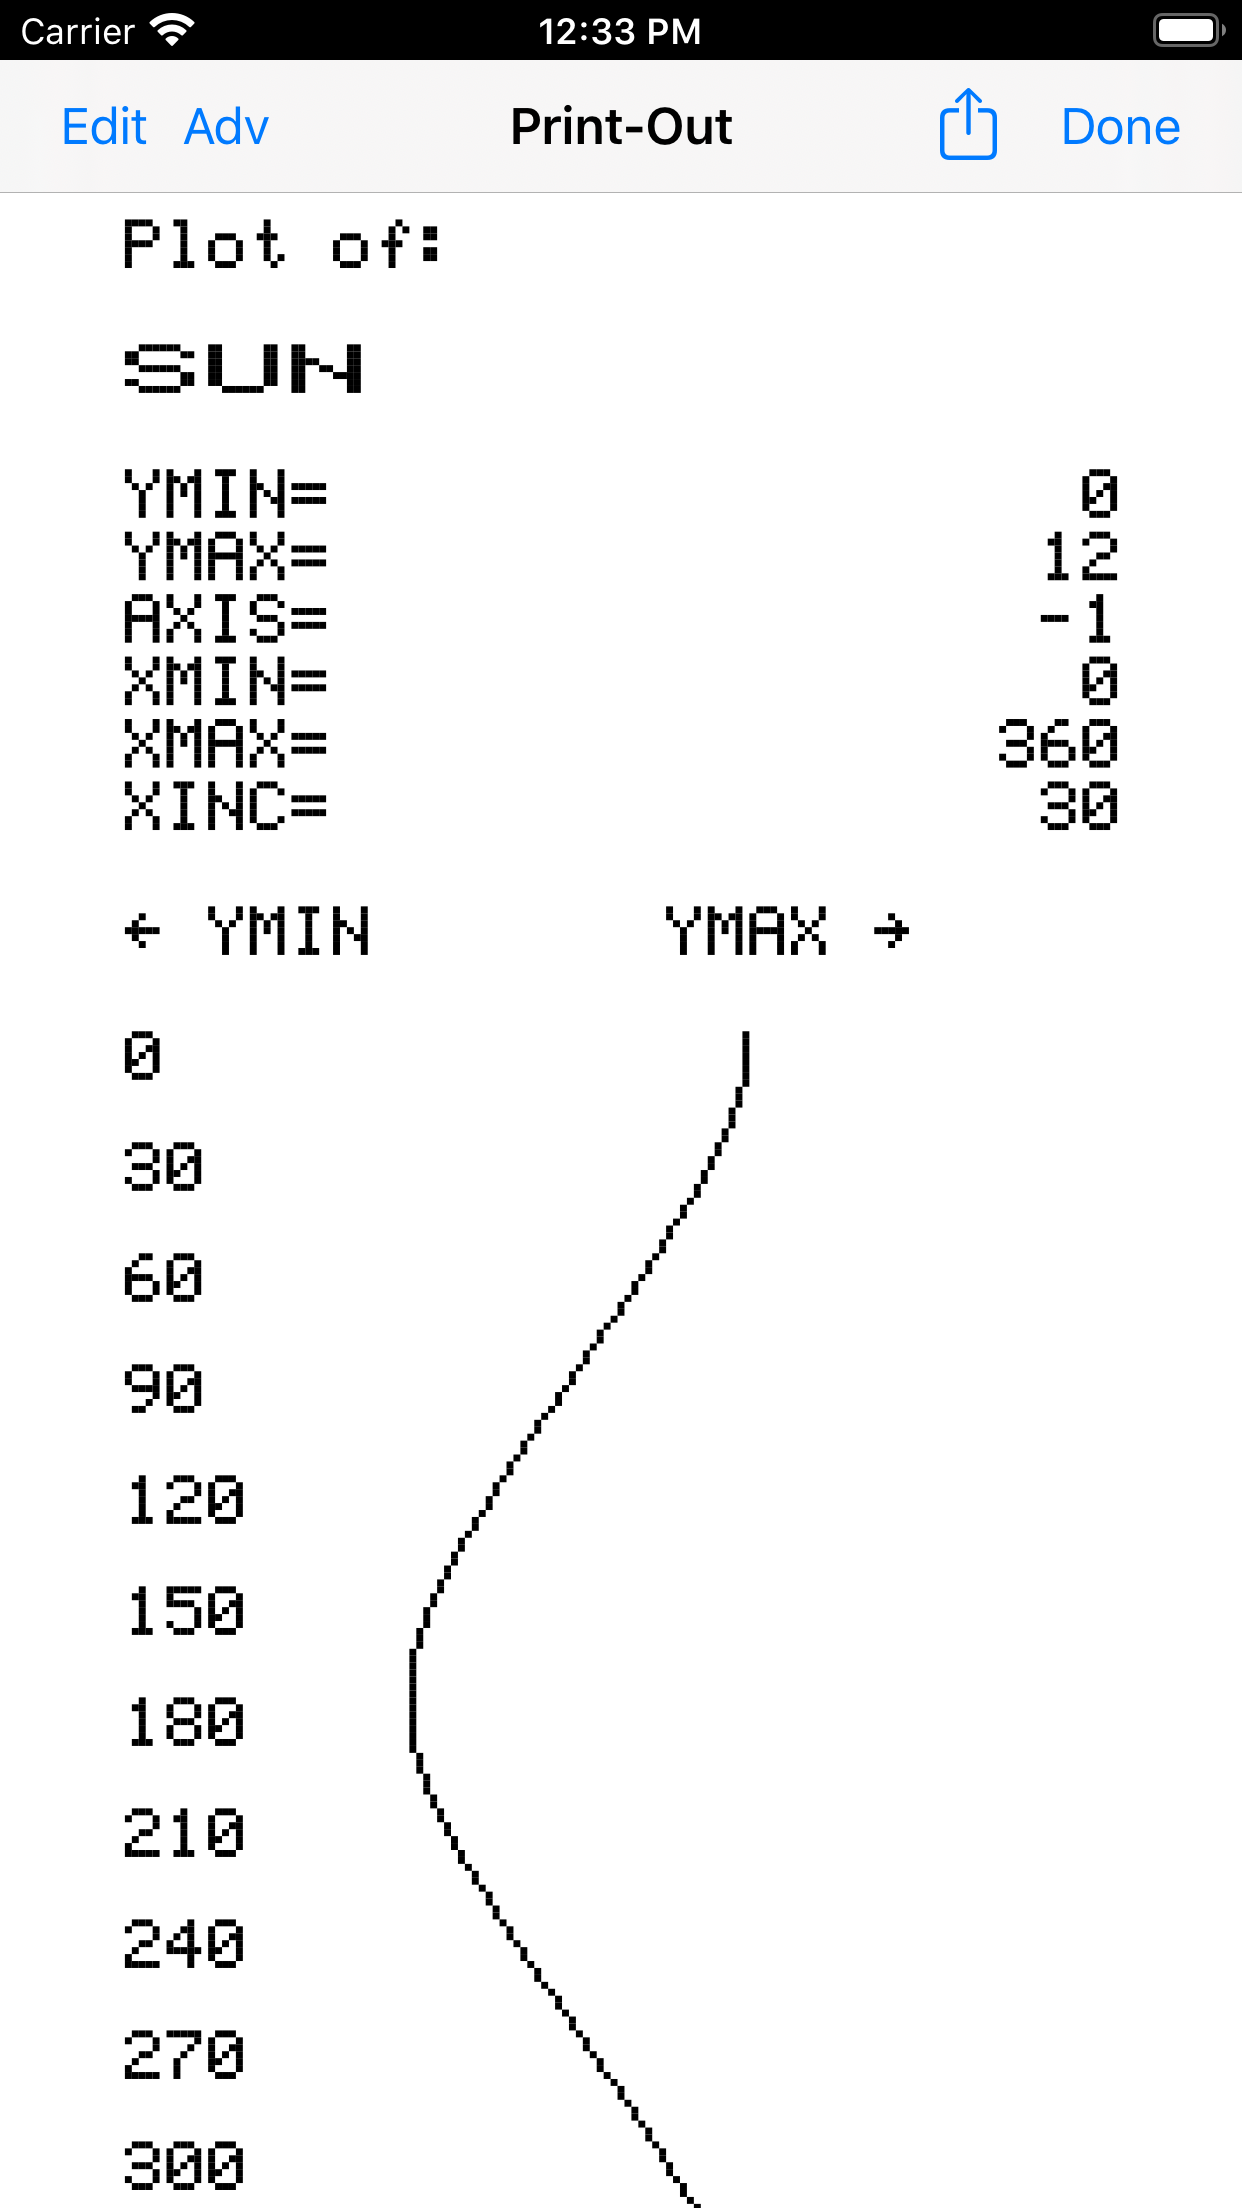 Carrier 12:33 PM
Edit Adv Print-Out Done
Plot of:
SUN
YMIN= 0
YMAX= 12
AXIS= -1
XMIN= 0
XMAX= 360
XINC= 30
← YMIN YMAX →
0
30
60
90
120
150
180
210
240
270
300